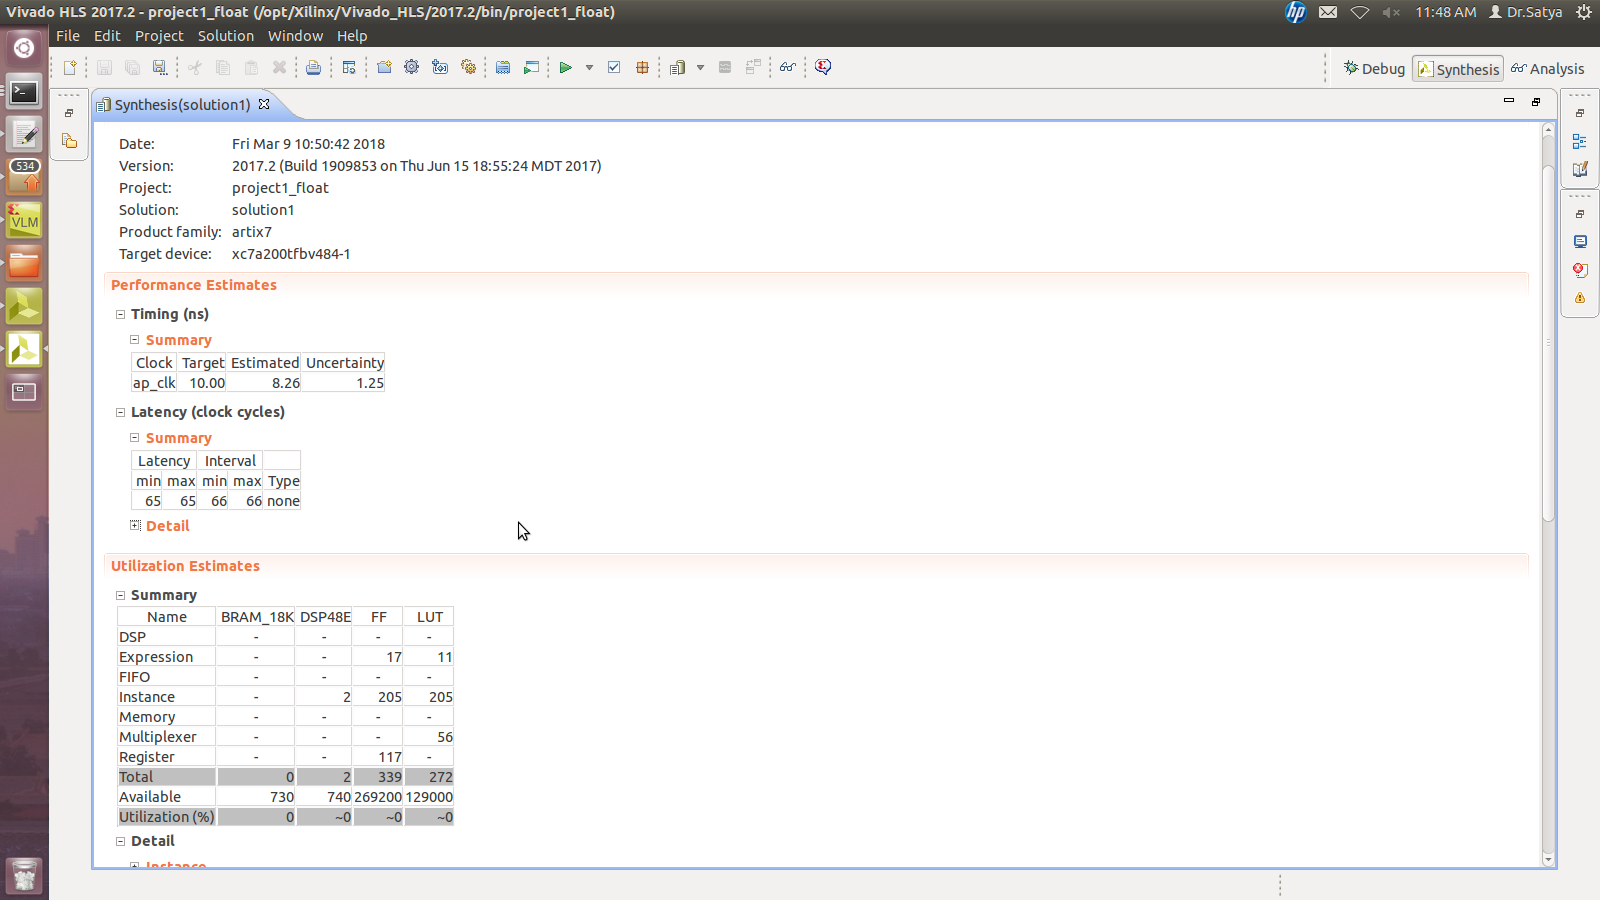 Vivado HLS 2017.2 - project1_float (/opt/Xilinx/Vivado_HLS/2017.2/bin/project1_float)
hp
11:48 AM
Dr.Satya
File Edit Project Solution Window Help
Debug
Synthesis
Analysis
Synthesis(solution1)
534
VLM
Date: Fri Mar 9 10:50:42 2018
Version: 2017.2 (Build 1909853 on Thu Jun 15 18:55:24 MDT 2017)
Project: project1_float
Solution: solution1
Product family: artix7
Target device: xc7a200tfbv484-1
Performance Estimates
Timing (ns)
Summary
Clock Target Estimated Uncertainty
ap_clk 10.00 8.26 1.25
Latency (clock cycles)
Summary
Latency Interval
min max min max Type
65 65 66 66 none
Detail
Utilization Estimates
Summary
Name BRAM_18K DSP48E FF LUT
DSP - - - -
Expression - - 17 11
FIFO - - - -
Instance - 2 205 205
Memory - - - -
Multiplexer - - - 56
Register - - 117 -
Total 0 2 339 272
Available 730 740 269200 129000
Utilization (%) 0 ~0 ~0 ~0
Detail
Instance